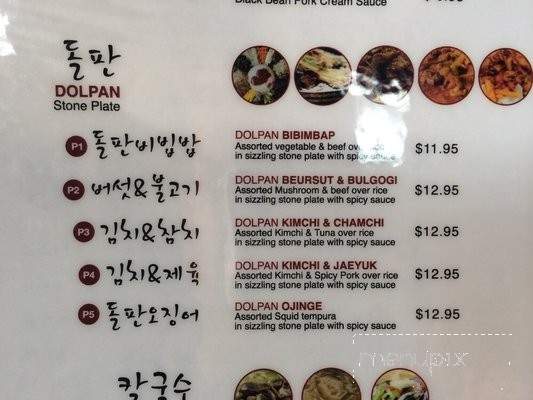 Black Bean Pork Cream Sauce
돌판
DOLPAN
Stone Plate
P1 돌판비빔밥
DOLPAN BIBIMBAP
Assorted vegetable & beef over rice
in sizzling stone plate with spicy sauce
$11.95
P2 버섯&불고기
DOLPAN BEURSUT & BULGOGI
Assorted Mushroom & beef over rice
in sizzling stone plate with spicy sauce
$12.95
P3 김치&참치
DOLPAN KIMCHI & CHAMCHI
Assorted Kimchi & Tuna over rice
in sizzling stone plate with spicy sauce
$12.95
P4 김치&제육
DOLPAN KIMCHI & JAEYUK
Assorted Kimchi & Spicy Pork over rice
in sizzling stone plate with spicy sauce
$12.95
P5 돌판오징어
DOLPAN OJINGE
Assorted Squid tempura
in sizzling stone plate with spicy sauce
$12.95
menupix
칼국수